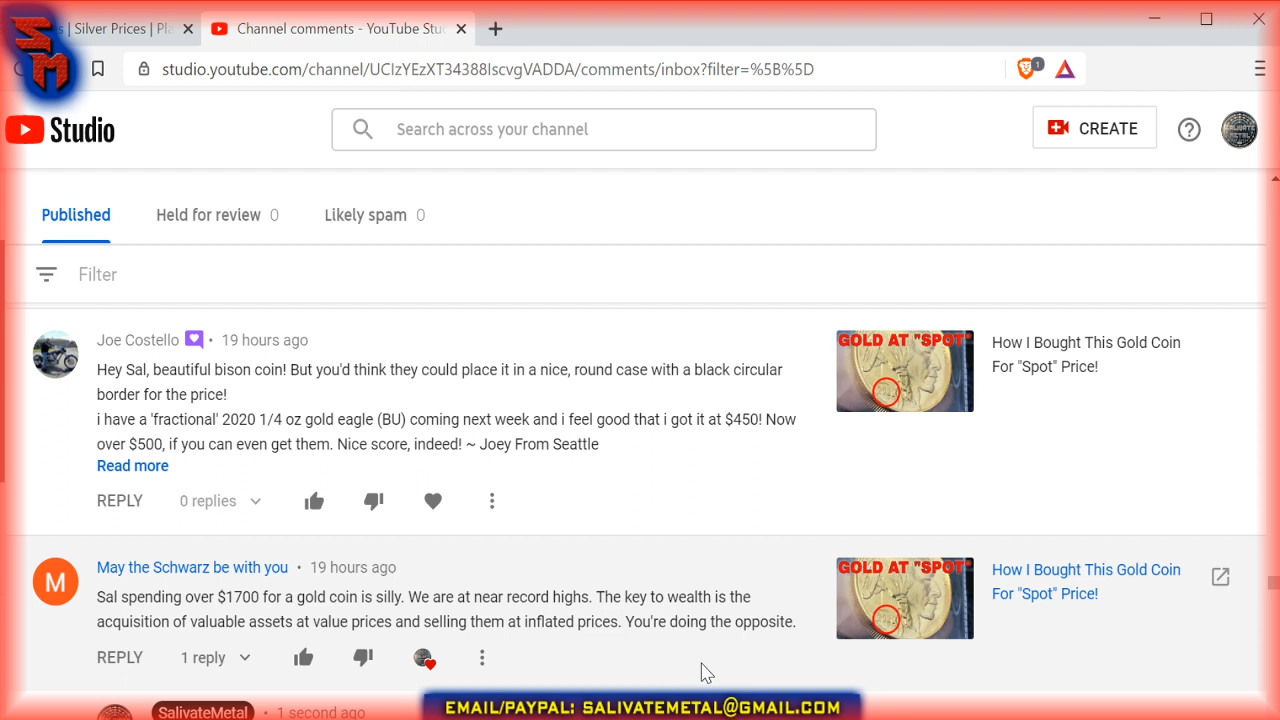 SM
s | Silver Prices | Pla
Channel comments - YouTube Stu
studio.youtube.com/channel/UCIzYEzXT34388IscvgVADDA/comments/inbox?filter=%5B%5D
1
Studio
Search across your channel
CREATE
SALIVATE METAL
Published
Held for review 0
Likely spam 0
Filter
Joe Costello • 19 hours ago
Hey Sal, beautiful bison coin! But you'd think they could place it in a nice, round case with a black circular
border for the price!
i have a 'fractional' 2020 1/4 oz gold eagle (BU) coming next week and i feel good that i got it at $450! Now
over $500, if you can even get them. Nice score, indeed! ~ Joey From Seattle
Read more
REPLY
0 replies
GOLD AT "SPOT"
How I Bought This Gold Coin
For "Spot" Price!
M
May the Schwarz be with you • 19 hours ago
Sal spending over $1700 for a gold coin is silly. We are at near record highs. The key to wealth is the
acquisition of valuable assets at value prices and selling them at inflated prices. You're doing the opposite.
REPLY
1 reply
GOLD AT "SPOT"
How I Bought This Gold Coin
For "Spot" Price!
SalivateMetal • 1 second ago
EMAIL/PAYPAL: SALIVATEMETAL@GMAIL.COM